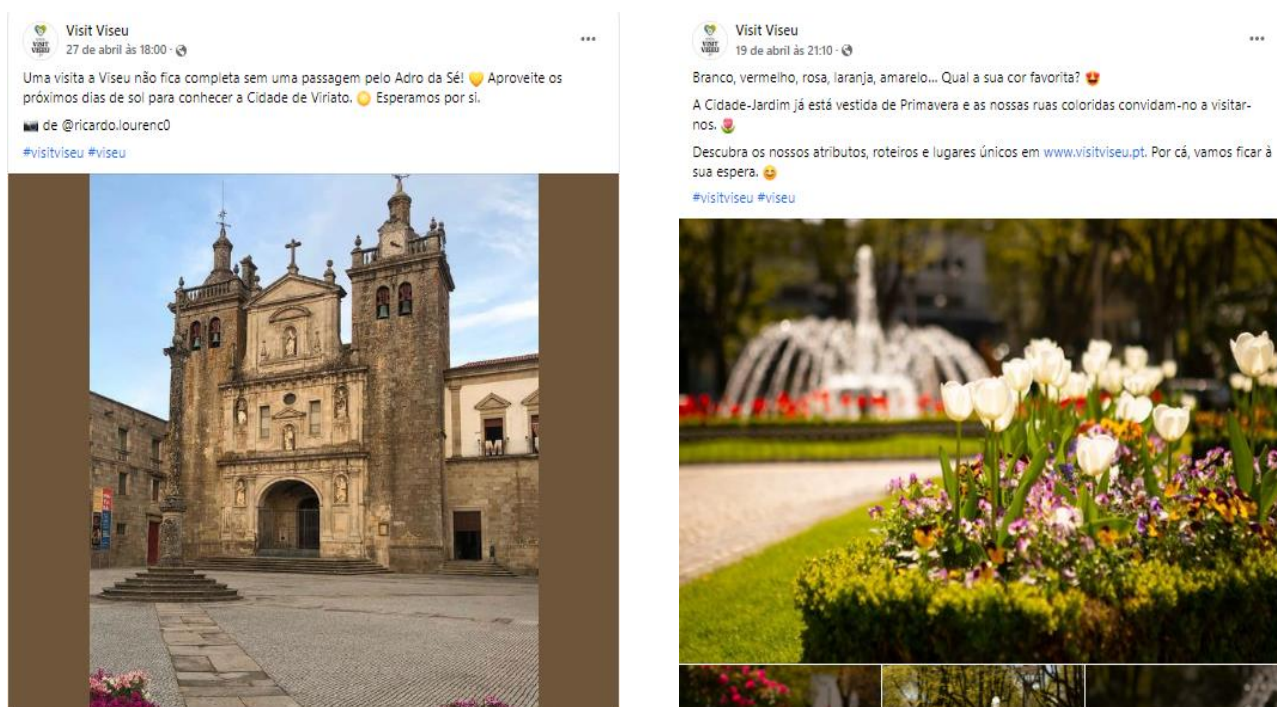 Visit Viseu
27 de abril às 18:00 ·
Uma visita a Viseu não fica completa sem uma passagem pelo Adro da Sé! 💛 Aproveite os
próximos dias de sol para conhecer a Cidade de Viriato. 🌞 Esperamos por si.
📷 de @ricardo.lourenc0
#visitviseu #viseu
Visit Viseu
19 de abril às 21:10 ·
Branco, vermelho, rosa, laranja, amarelo... Qual a sua cor favorita? 😍
A Cidade-Jardim já está vestida de Primavera e as nossas ruas coloridas convidam-no a visitar-
nos. 🌷
Descubra os nossos atributos, roteiros e lugares únicos em www.visitviseu.pt. Por cá, vamos ficar à
sua espera. 😊
#visitviseu #viseu